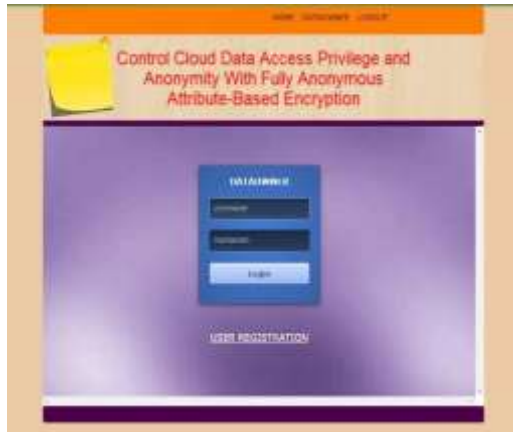 HOME DATAOWNER LOGOUT
Control Cloud Data Access Privilege and
Anonymity With Fully Anonymous
Attribute-Based Encryption
DATAOWNER
Login
USER REGISTRATION